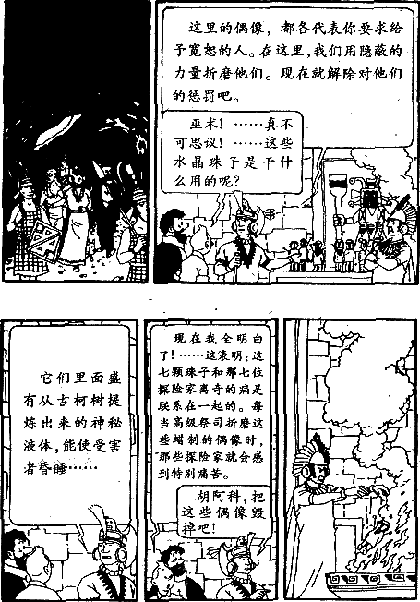 这里的偶像，都各代表你要求给
予宽恕的人。在这里，我们用隐蔽的
力量折磨他们。现在就解除对他们
的惩罚吧。
巫术！……真不
可思议！……这些
水晶珠子是干什
么用的呢？
它们里面盛
有从古柯树提
炼出来的神秘
液体，能使受害
者昏睡……
现在我全明白
了！……这表明：这
七颗珠子和那七位
探险家离奇的病是
联系在一起的。每
当高级祭司折磨这
些蜡制的偶像时，
那些探险家就会感
到特别痛苦。
胡阿科，把
这些偶像毁
掉吧！